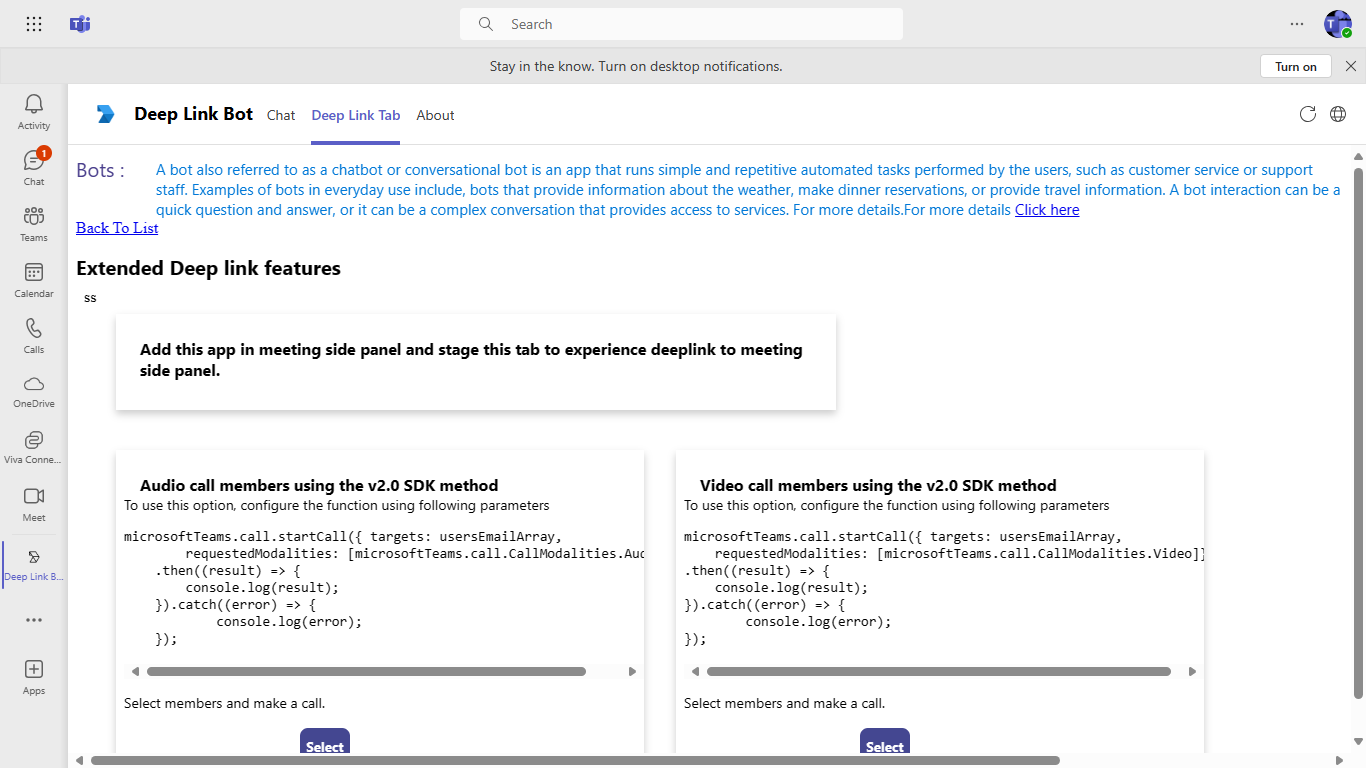 Search
Stay in the know. Turn on desktop notifications.
Turn on
Activity
1
Chat
Teams
Calendar
Calls
OneDrive
Viva Conne...
Meet
Deep Link B...
Apps
Deep Link Bot
Chat
Deep Link Tab
About
Bots :
A bot also referred to as a chatbot or conversational bot is an app that runs simple and repetitive automated tasks performed by the users, such as customer service or support
staff. Examples of bots in everyday use include, bots that provide information about the weather, make dinner reservations, or provide travel information. A bot interaction can be a
quick question and answer, or it can be a complex conversation that provides access to services. For more details.For more details Click here
Back To List
Extended Deep link features
ss
Add this app in meeting side panel and stage this tab to experience deeplink to meeting
side panel.
Audio call members using the v2.0 SDK method
To use this option, configure the function using following parameters
microsoftTeams.call.startCall({ targets: usersEmailArray,
requestedModalities: [microsoftTeams.call.CallModalities.Aud
.then((result) => {
console.log(result);
}).catch((error) => {
console.log(error);
});
Select members and make a call.
Select
Video call members using the v2.0 SDK method
To use this option, configure the function using following parameters
microsoftTeams.call.startCall({ targets: usersEmailArray,
requestedModalities: [microsoftTeams.call.CallModalities.Video]}
.then((result) => {
console.log(result);
}).catch((error) => {
console.log(error);
});
Select members and make a call.
Select